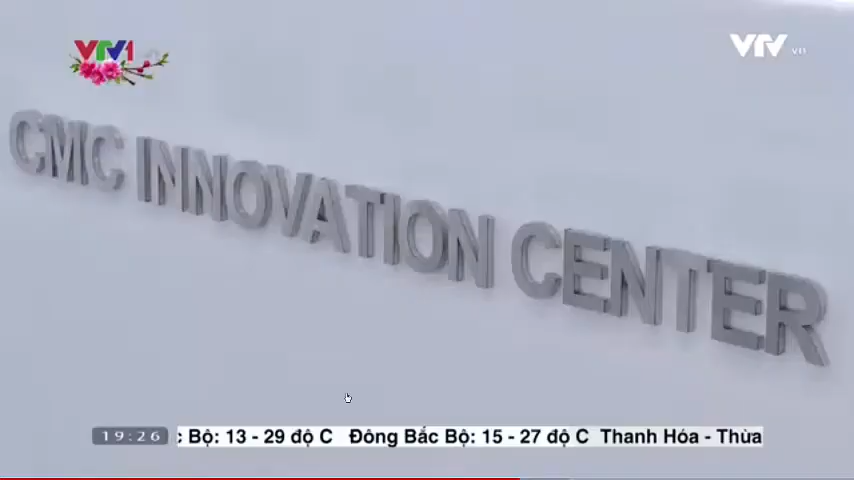 VTV1
VTV.vn
CMC INNOVATION CENTER
19:26 : Bộ: 13 - 29 độ C Đông Bắc Bộ: 15 - 27 độ C Thanh Hóa - Thừa